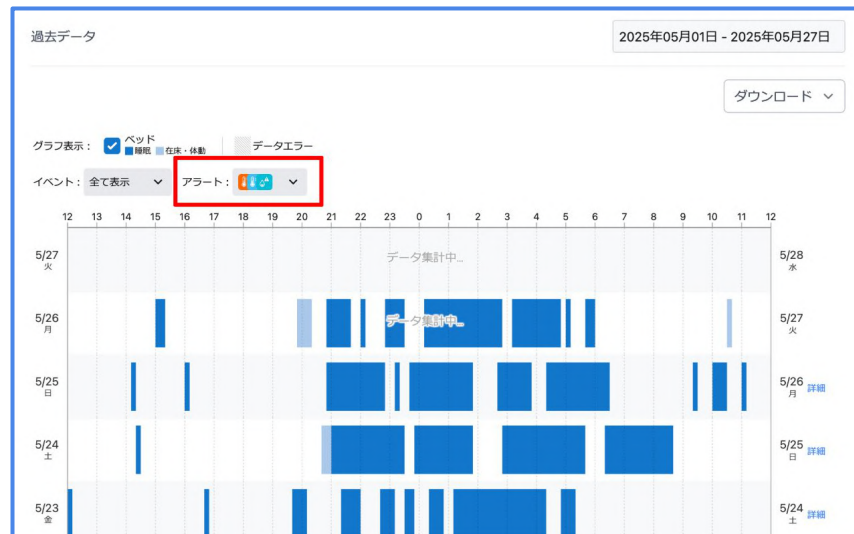 過去データ
2025年05月01日 - 2025年05月27日
ダウンロード
グラフ表示：
ベッド
睡眠 在床・体動
データエラー
イベント： 全て表示
アラート：
12 13 14 15 16 17 18 19 20 21 22 23 0 1 2 3 4 5 6 7 8 9 10 11 12
5/27
火
データ集計中...
5/28
水
5/26
月
データ集計中...
5/27
火
5/25
日
5/26
月
詳細
5/24
土
5/25
日
詳細
5/23
金
5/24
土
詳細